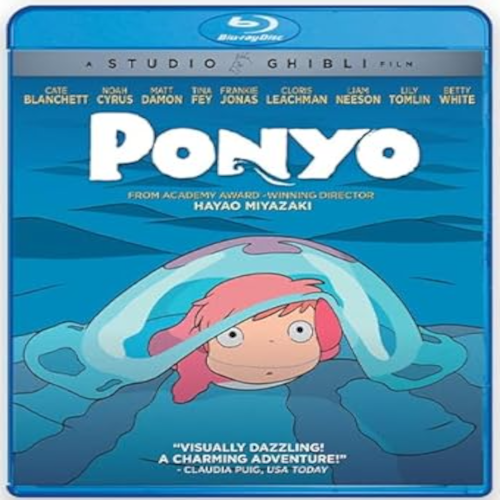 Blu-ray Disc
A STUDIO GHIBLI FILM
CATE BLANCHETT NOAH CYRUS MATT DAMON TINA FEY FRANKIE JONAS CLORIS LEACHMAN LIAM NEESON LILY TOMLIN BETTY WHITE
PONYO
FROM ACADEMY AWARD®-WINNING DIRECTOR
HAYAO MIYAZAKI
"VISUALLY DAZZLING!
A CHARMING ADVENTURE!"
- CLAUDIA PUIG, USA TODAY